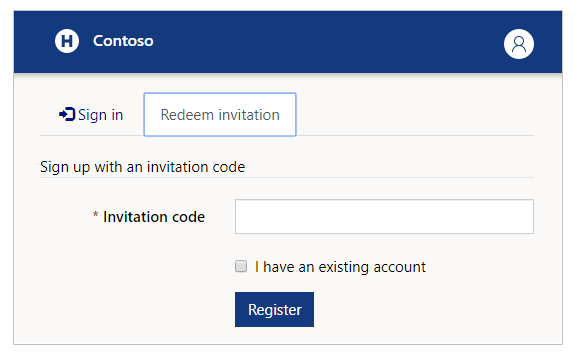 H Contoso
Sign in Redeem invitation
Sign up with an invitation code
* Invitation code
I have an existing account
Register